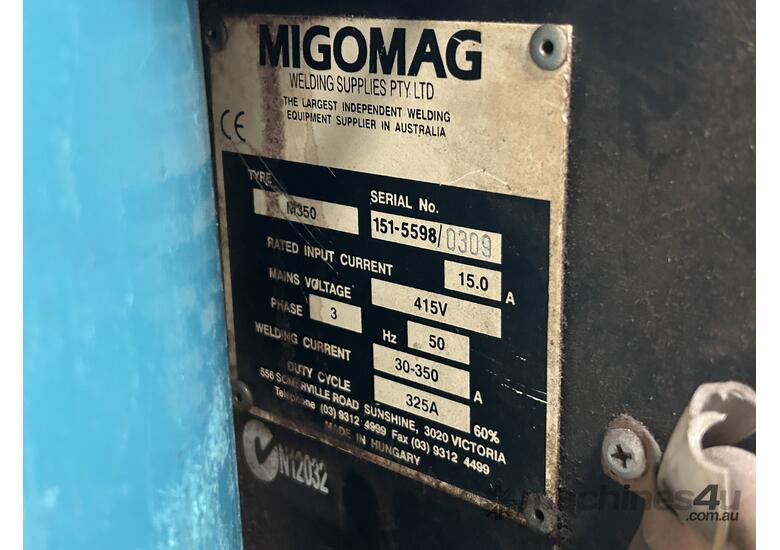 MIGOMAG
WELDING SUPPLIES PTY LTD
THE LARGEST INDEPENDENT WELDING
EQUIPMENT SUPPLIER IN AUSTRALIA
CE
TYPE
M350
SERIAL No.
151-5598/0309
RATED INPUT CURRENT 15.0 A
MAINS VOLTAGE 415V
PHASE 3 Hz 50
WELDING CURRENT 30-350 A
DUTY CYCLE 325A 60%
556 SOMERVILLE ROAD SUNSHINE, 3020 VICTORIA
Telephone (03) 9312 4999 Fax (03) 9312 4499
MADE IN HUNGARY
N12032
machines4u
.com.au